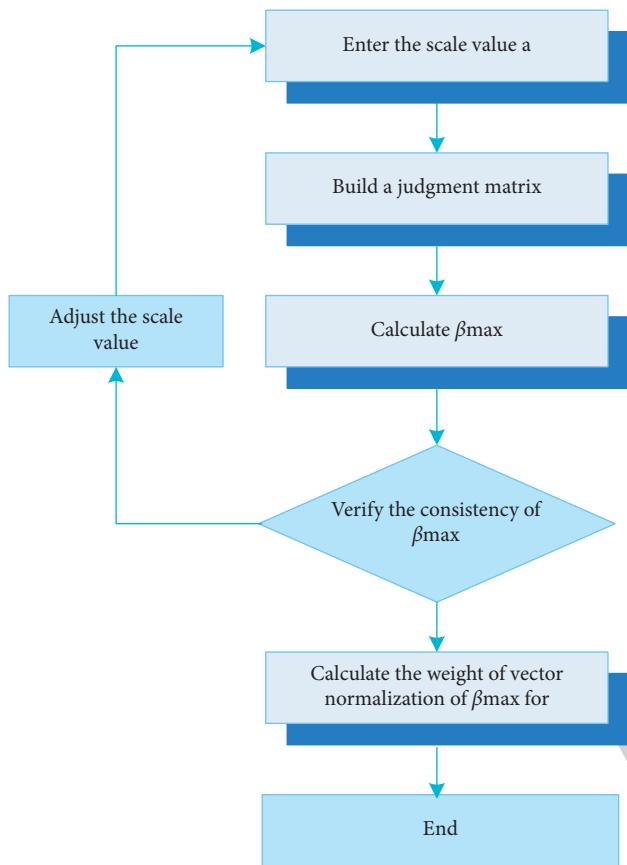 Enter the scale value a
Build a judgment matrix
Adjust the scale
value
Calculate βmax
Verify the consistency of
βmax
Calculate the weight of vector
normalization of βmax for
End